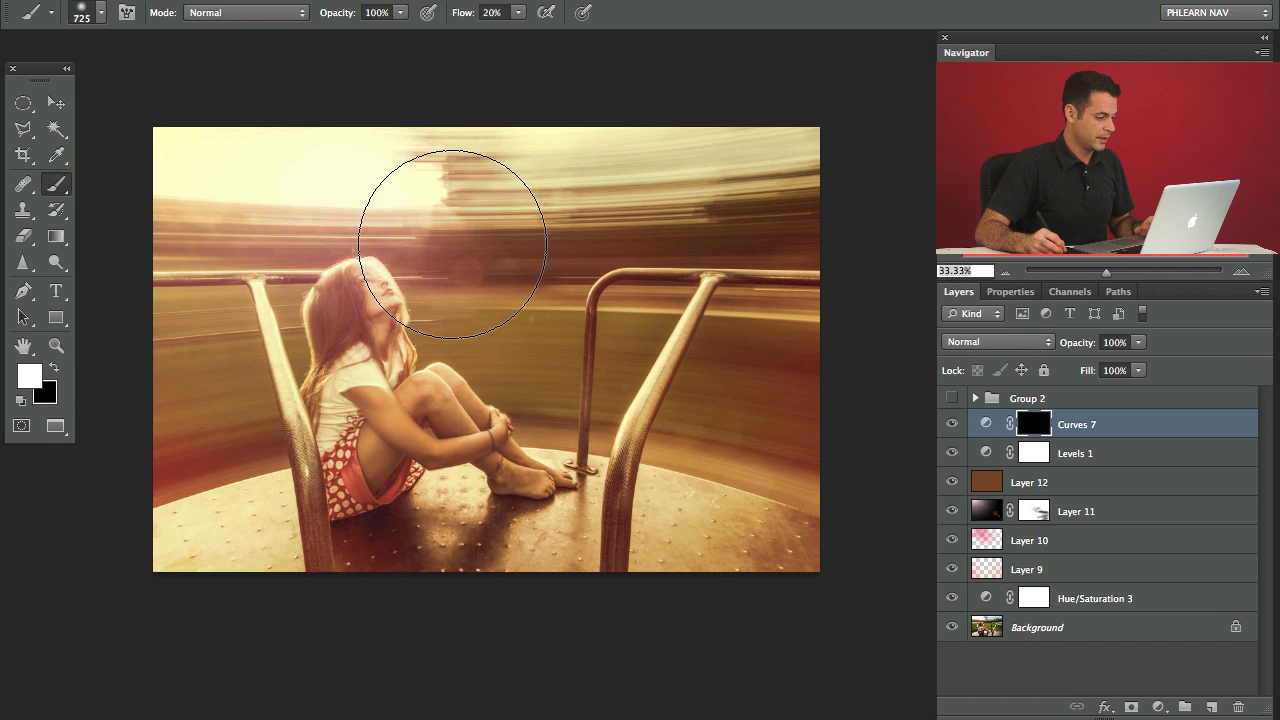 725
Mode: Normal
Opacity: 100%
Flow: 20%
PHLEARN NAV
Navigator
33.33%
Layers Properties Channels Paths
Kind
Normal
Opacity: 100%
Lock:
Fill: 100%
Group 2
Curves 7
Levels 1
Layer 12
Layer 11
Layer 10
Layer 9
Hue/Saturation 3
Background
fx